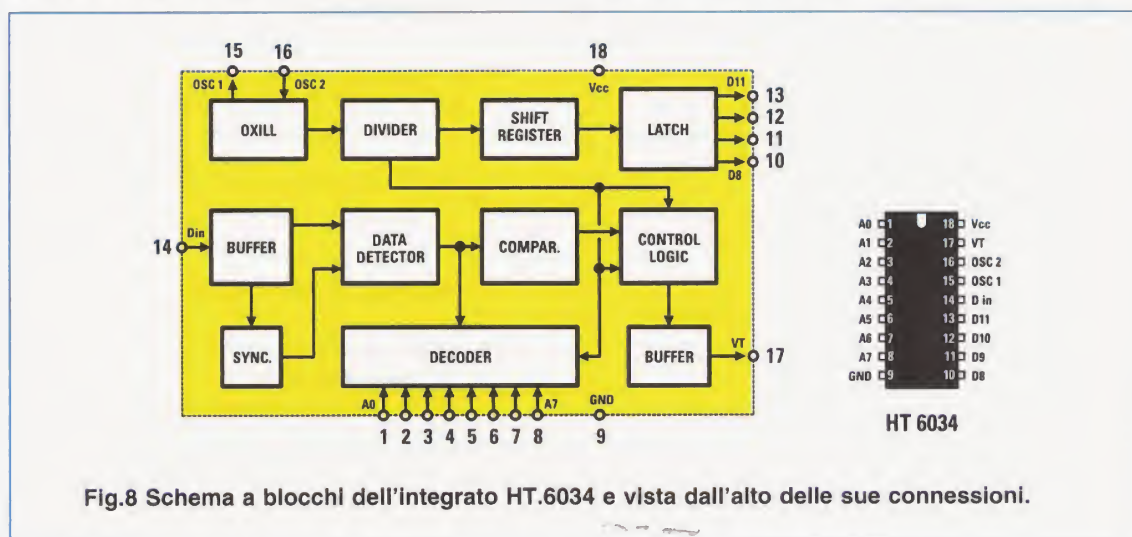 15 16 18
OSC 1 OSC 2 Vcc
OXILL
DIVIDER
SHIFT
REGISTER
LATCH
D11
13
12
11
10
D8
14
Din
BUFFER
DATA
DETECTOR
COMPAR.
CONTROL
LOGIC
SYNC.
DECODER
BUFFER
VT
17
A0 A7 GND
1 2 3 4 5 6 7 8 9
A0 1 18 Vcc
A1 2 17 VT
A2 3 16 OSC 2
A3 4 15 OSC 1
A4 5 14 D in
A5 6 13 D11
A6 7 12 D10
A7 8 11 D9
GND 9 10 D8
HT 6034
Fig.8 Schema a blocchi dell'integrato HT.6034 e vista dall'alto delle sue connessioni.